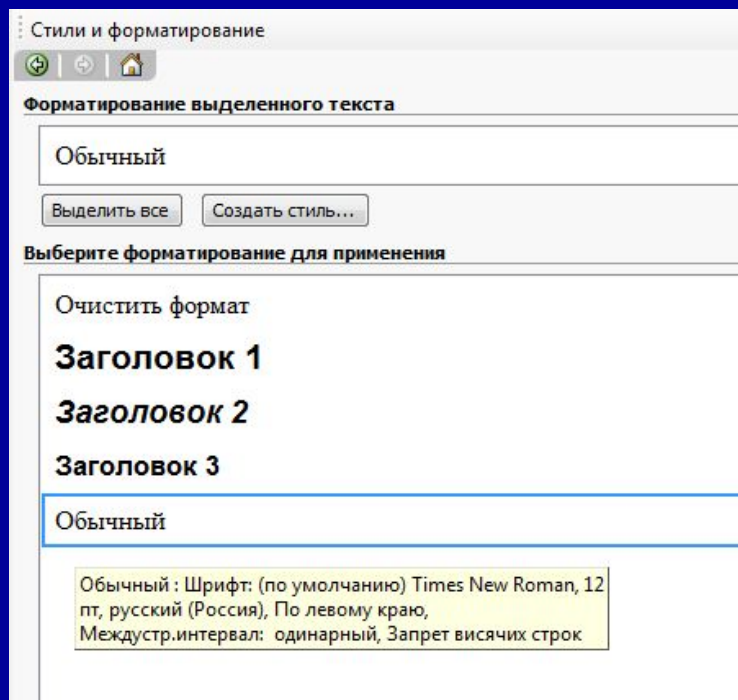 Стили и форматирование
Форматирование выделенного текста
Обычный
Выделить все Создать стиль...
Выберите форматирование для применения
Очистить формат
Заголовок 1
Заголовок 2
Заголовок 3
Обычный
Обычный : Шрифт: (по умолчанию) Times New Roman, 12
пт, русский (Россия), По левому краю,
Междустр.интервал: одинарный, Запрет висячих строк